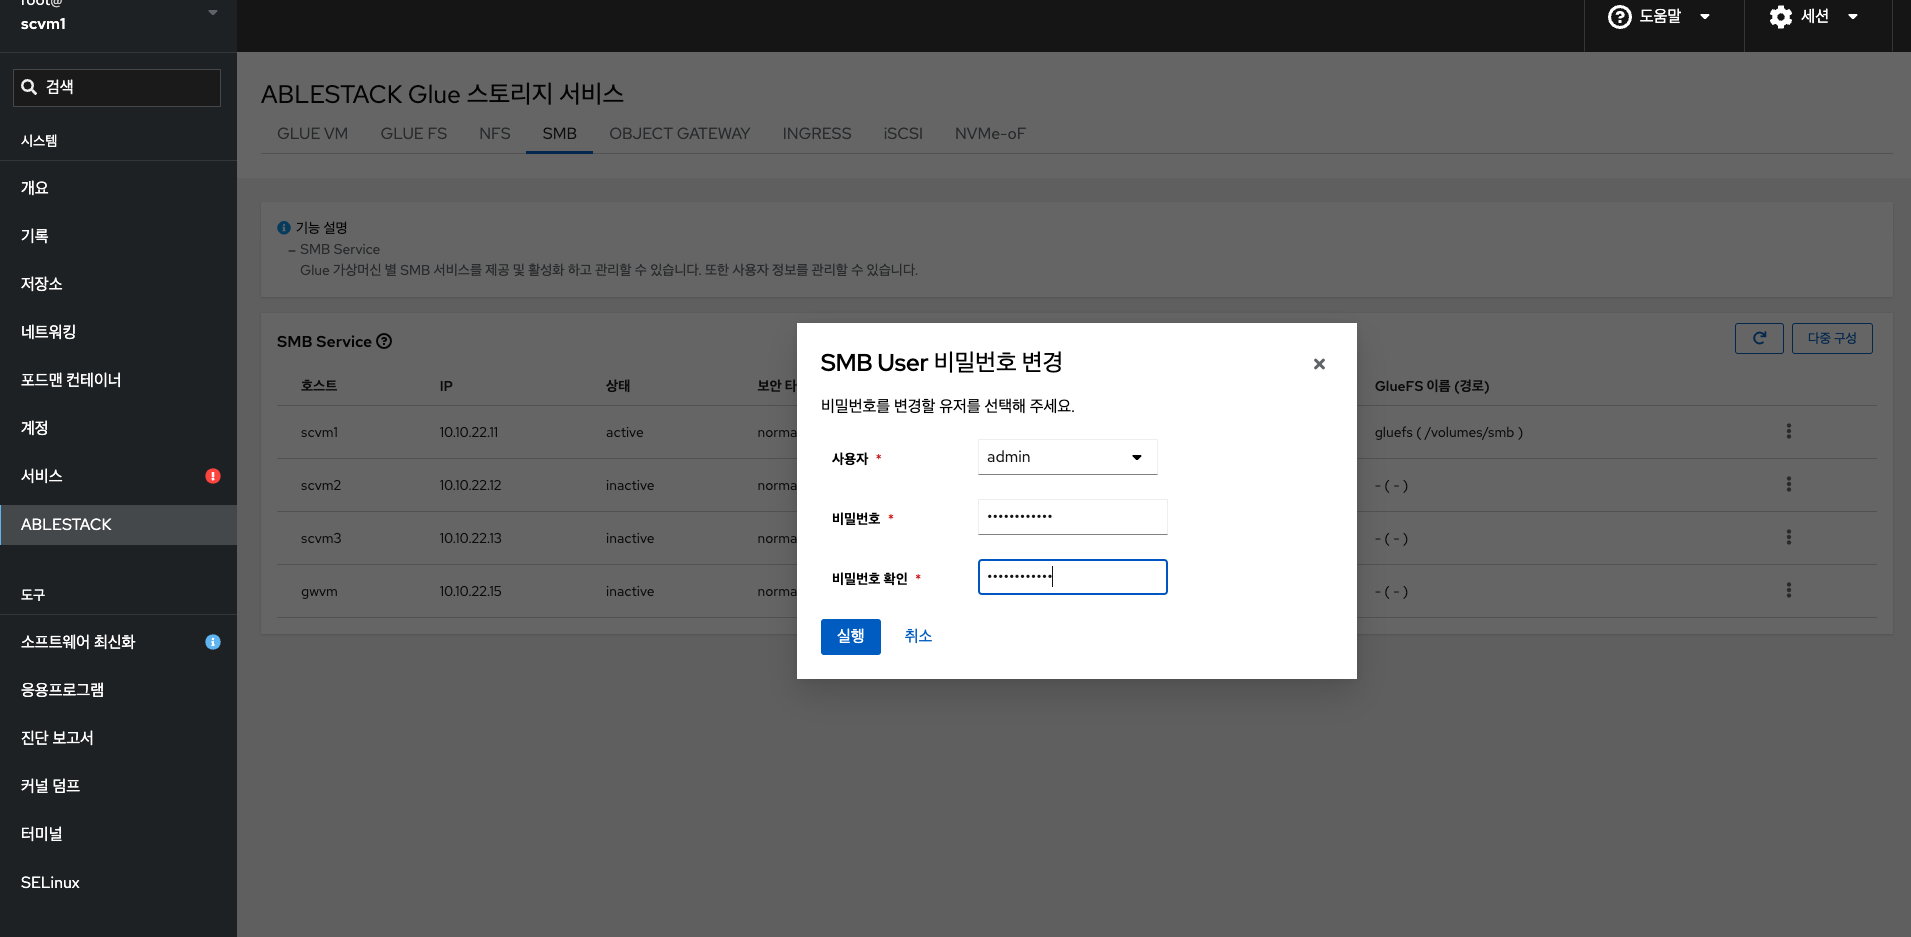 root@
scvm1
도움말
세션
검색
시스템
개요
기록
저장소
네트워킹
포드맨 컨테이너
계정
서비스
ABLESTACK
도구
소프트웨어 최신화
응용프로그램
진단 보고서
커널 덤프
터미널
SELinux
ABLESTACK Glue 스토리지 서비스
GLUE VM GLUE FS NFS SMB OBJECT GATEWAY INGRESS iSCSI NVMe-oF
기능 설명
– SMB Service
Glue 가상머신 별 SMB 서비스를 제공 및 활성화 하고 관리할 수 있습니다. 또한 사용자 정보를 관리할 수 있습니다.
SMB Service
다중 구성
호스트 IP 상태 보안 타 GlueFS 이름 (경로)
scvm1 10.10.22.11 active norma gluefs ( /volumes/smb )
scvm2 10.10.22.12 inactive norma - ( - )
scvm3 10.10.22.13 inactive norma - ( - )
gwvm 10.10.22.15 inactive norma - ( - )
SMB User 비밀번호 변경
비밀번호를 변경할 유저를 선택해 주세요.
사용자 * admin
비밀번호 * ••••••••••••
비밀번호 확인 * ••••••••••••
실행 취소